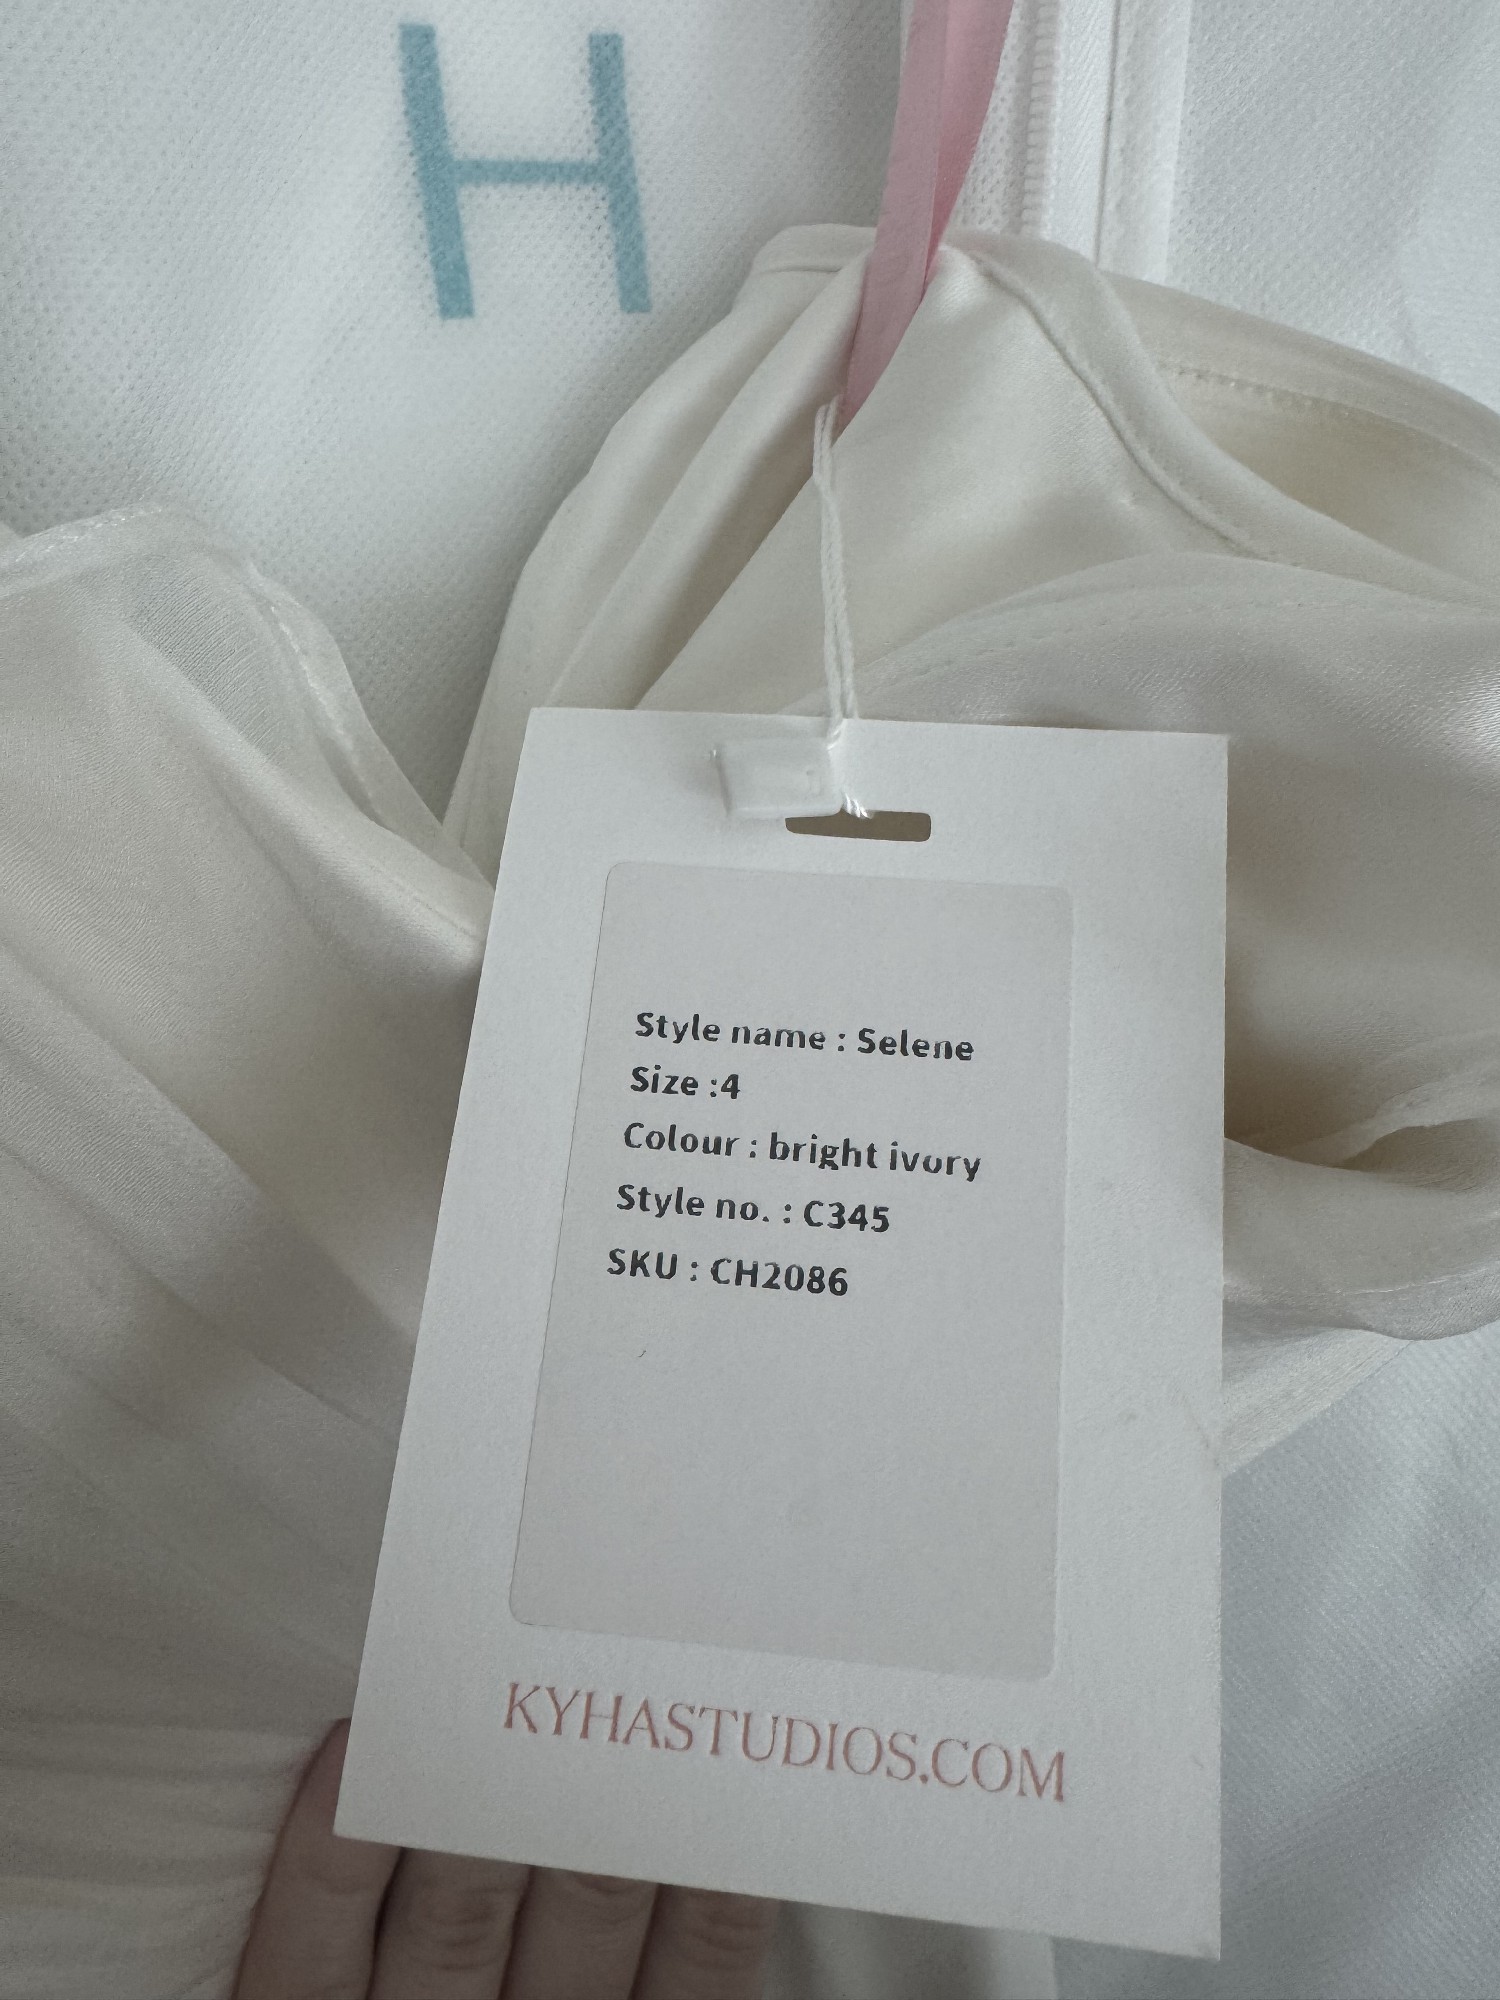 H
Style name : Selene
Size :4
Colour : bright ivory
Style no. : C345
SKU : CH2086
KYHASTUDIOS.COM